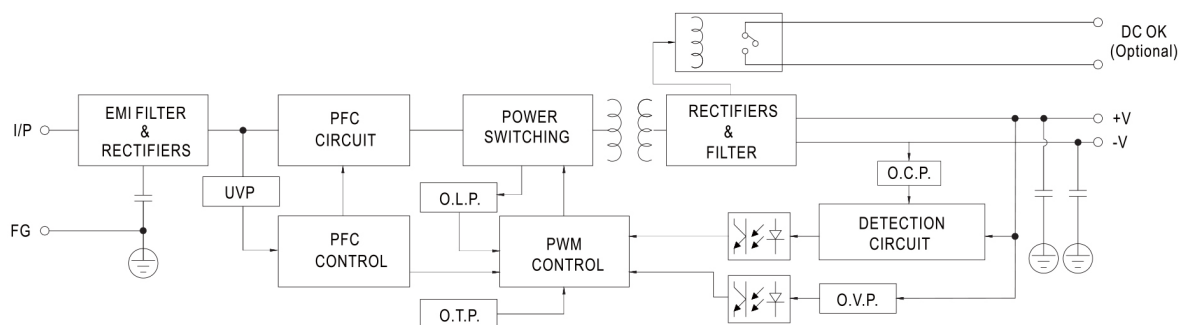 DC OK
(Optional)
I/P
EMI FILTER
&
RECTIFIERS
PFC
CIRCUIT
POWER
SWITCHING
RECTIFIERS
&
FILTER
+V
-V
UVP
O.L.P.
O.C.P.
FG
PFC
CONTROL
PWM
CONTROL
DETECTION
CIRCUIT
O.T.P.
O.V.P.